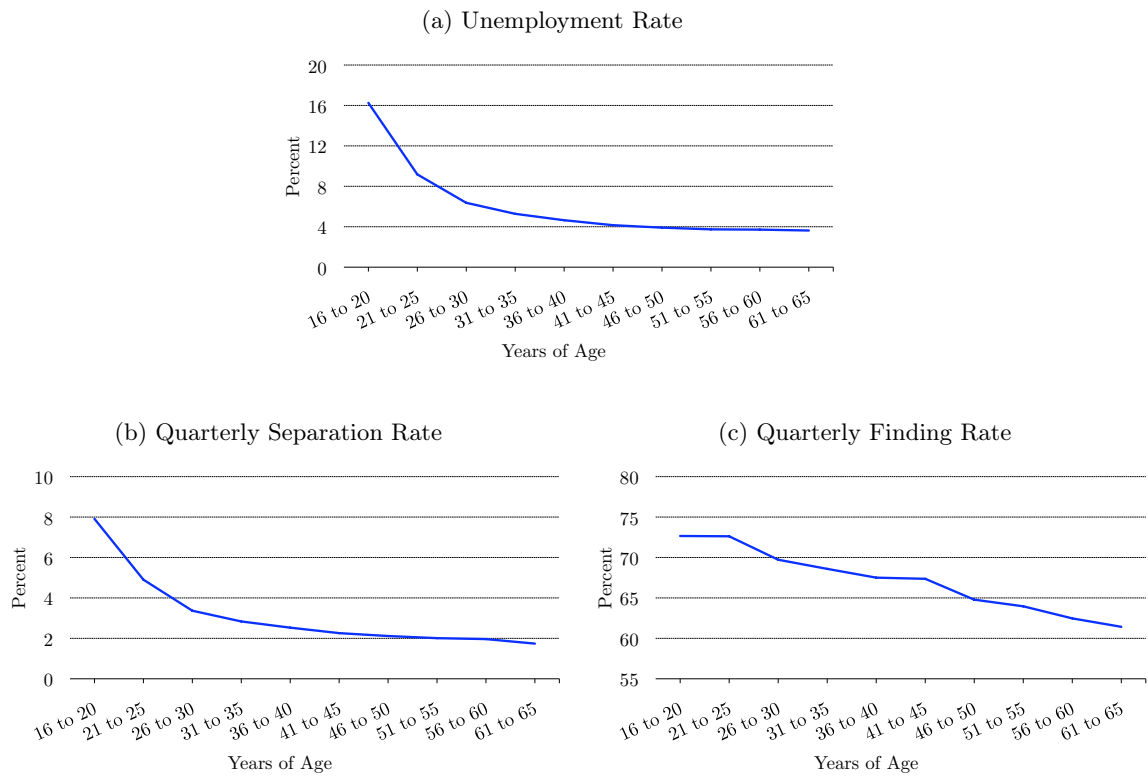 (a) Unemployment Rate
20
16
12
8
4
0
Percent
16 to 20
21 to 25
26 to 30
31 to 35
36 to 40
41 to 45
46 to 50
51 to 55
56 to 60
61 to 65
Years of Age
(b) Quarterly Separation Rate
10
8
6
4
2
0
Percent
16 to 20
21 to 25
26 to 30
31 to 35
36 to 40
41 to 45
46 to 50
51 to 55
56 to 60
61 to 65
Years of Age
(c) Quarterly Finding Rate
80
75
70
65
60
55
Percent
16 to 20
21 to 25
26 to 30
31 to 35
36 to 40
41 to 45
46 to 50
51 to 55
56 to 60
61 to 65
Years of Age